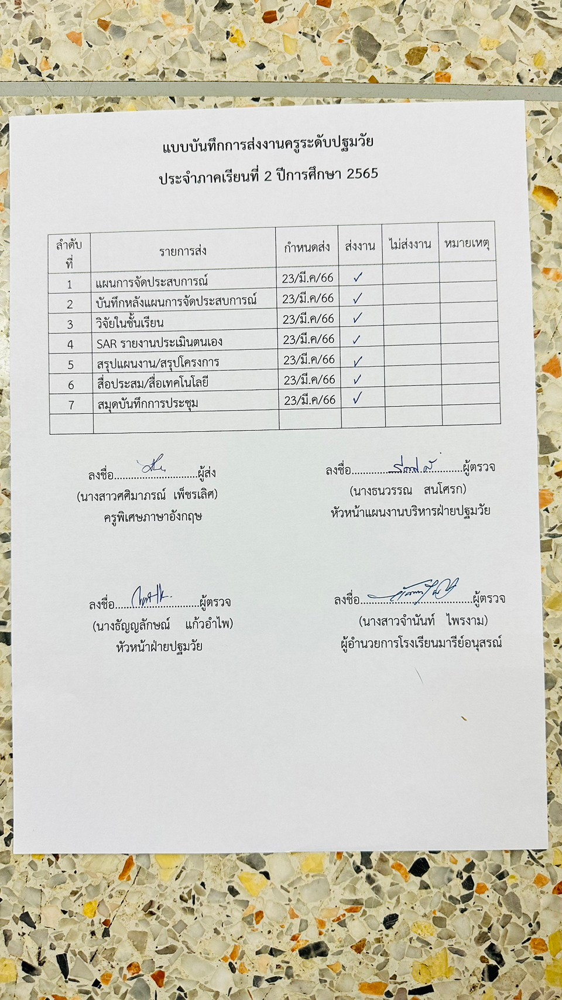 แบบบันทึกการส่งงานครูระดับปฐมวัย
ประจำภาคเรียนที่ 2 ปีการศึกษา 2565
ลำดับที่ รายการส่ง กำหนดส่ง ส่งงาน ไม่ส่งงาน หมายเหตุ
1 แผนการจัดประสบการณ์ 23/มี.ค/66 ✓
2 บันทึกหลังแผนการจัดประสบการณ์ 23/มี.ค/66 ✓
3 วิจัยในชั้นเรียน 23/มี.ค/66 ✓
4 SAR รายงานประเมินตนเอง 23/มี.ค/66 ✓
5 สรุปแผนงาน/สรุปโครงการ 23/มี.ค/66 ✓
6 สื่อประสม/สื่อเทคโนโลยี 23/มี.ค/66 ✓
7 สมุดบันทึกการประชุม 23/มี.ค/66 ✓
ลงชื่อ..............................ผู้ส่ง
(นางสาวศศิมาภรณ์ เพ็ชรเลิศ)
ครูพิเศษภาษาอังกฤษ
ลงชื่อ........................................ผู้ตรวจ
(นางธนวรรณ สนโศรก)
หัวหน้าแผนงานบริหารฝ่ายปฐมวัย
ลงชื่อ..............................ผู้ตรวจ
(นางธัญญลักษณ์ แก้วอำไพ)
หัวหน้าฝ่ายปฐมวัย
ลงชื่อ........................................ผู้ตรวจ
(นางสาวจำนันท์ ไพรงาม)
ผู้อำนวยการโรงเรียนมารีย์อนุสรณ์